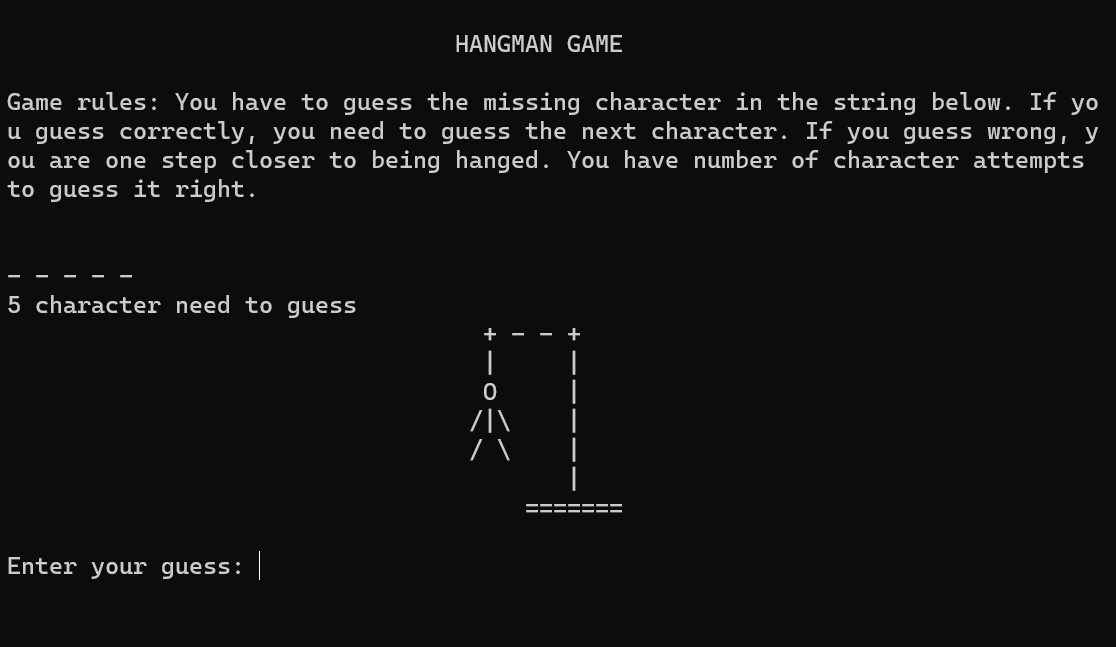 HANGMAN GAME
Game rules: You have to guess the missing character in the string below. If yo
u guess correctly, you need to guess the next character. If you guess wrong, y
ou are one step closer to being hanged. You have number of character attempts
to guess it right.
- - - - -
5 character need to guess
+ - - +
|     |
O     |
/|\    |
/ \    |
|
=======
Enter your guess: